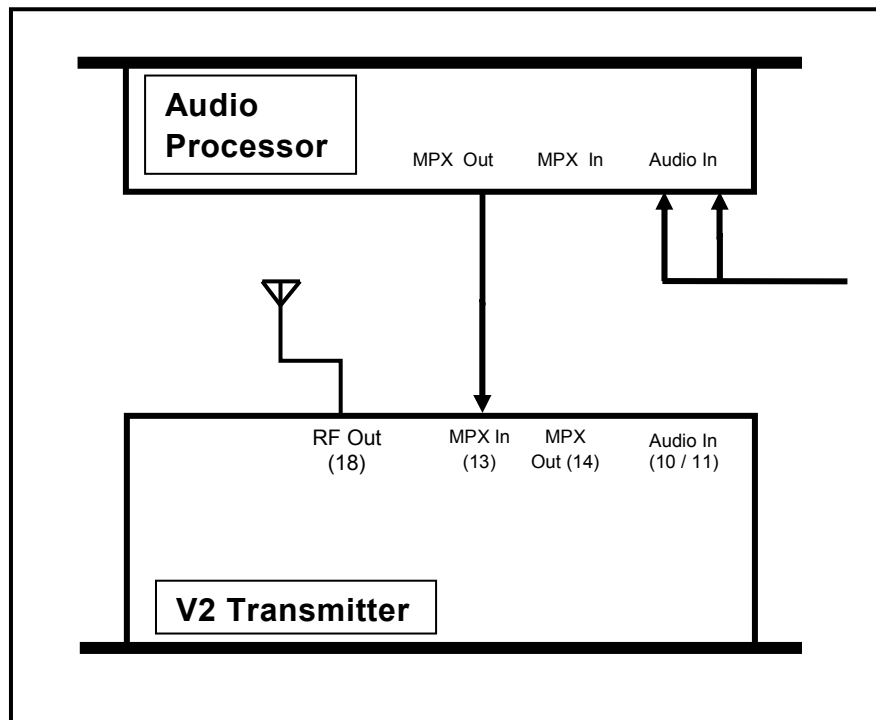 Audio
Processor
MPX Out
MPX In
Audio In
RF Out
(18)
MPX In
(13)
MPX
Out (14)
Audio In
(10 / 11)
V2 Transmitter